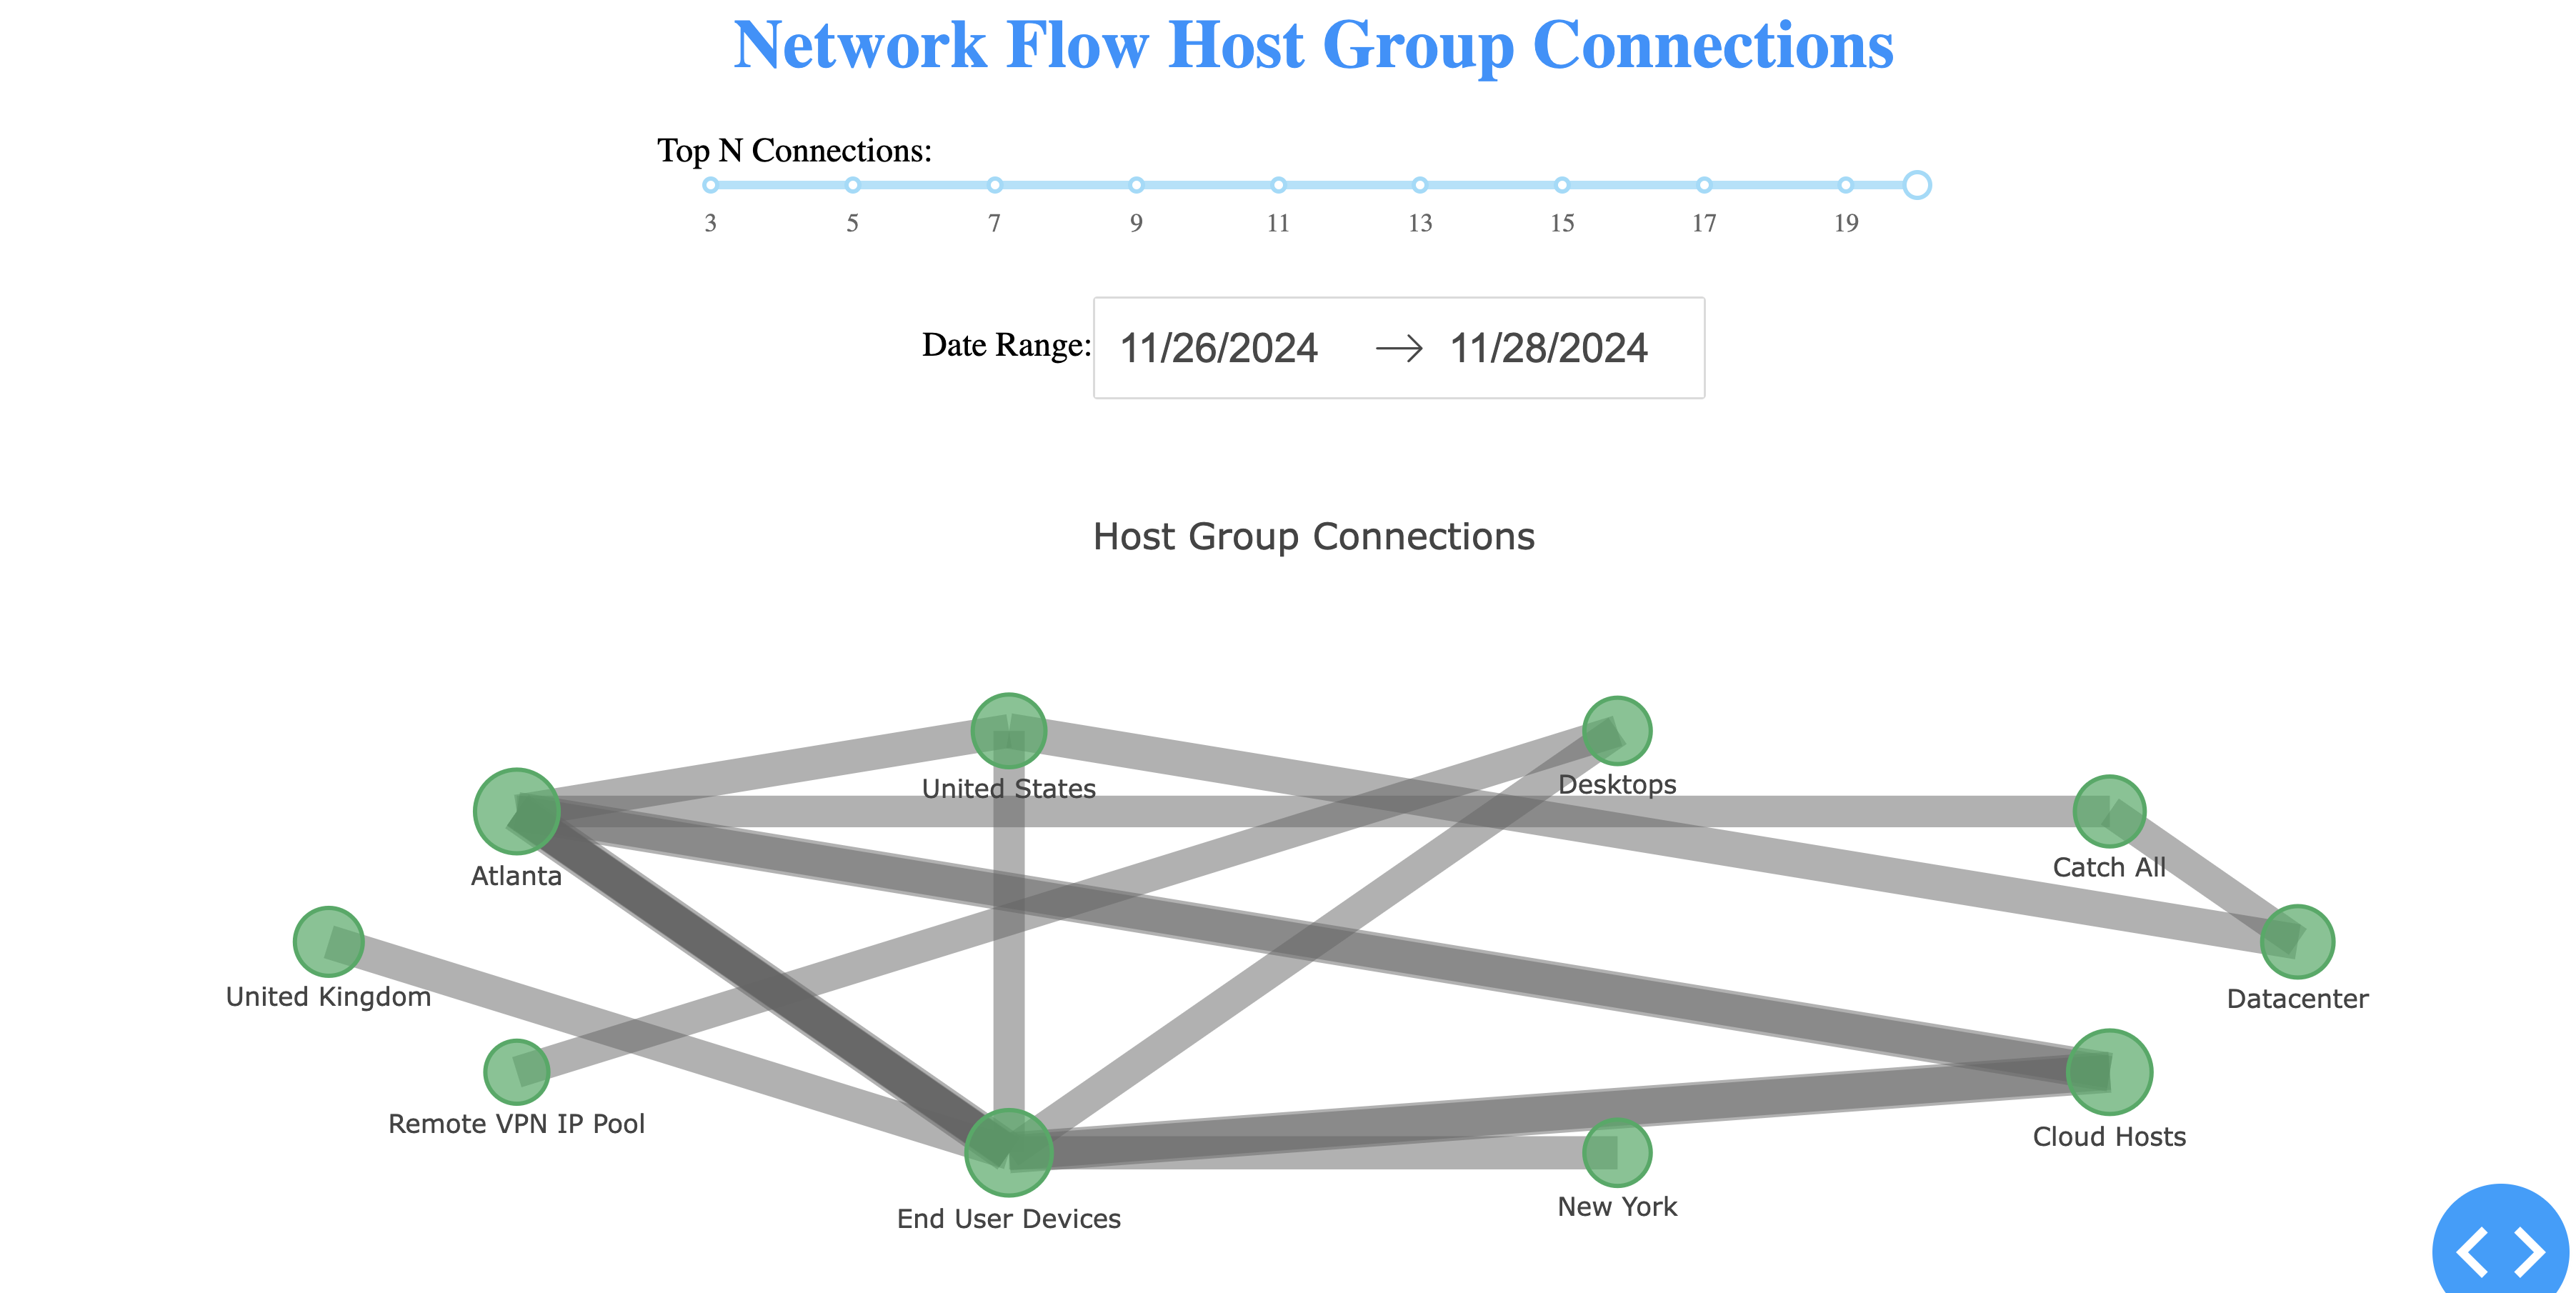 Network Flow Host Group Connections
Top N Connections:
3 5 7 9 11 13 15 17 19
Date Range: 11/26/2024 → 11/28/2024
Host Group Connections
United States
Desktops
Atlanta
Catch All
United Kingdom
Datacenter
Remote VPN IP Pool
Cloud Hosts
End User Devices
New York